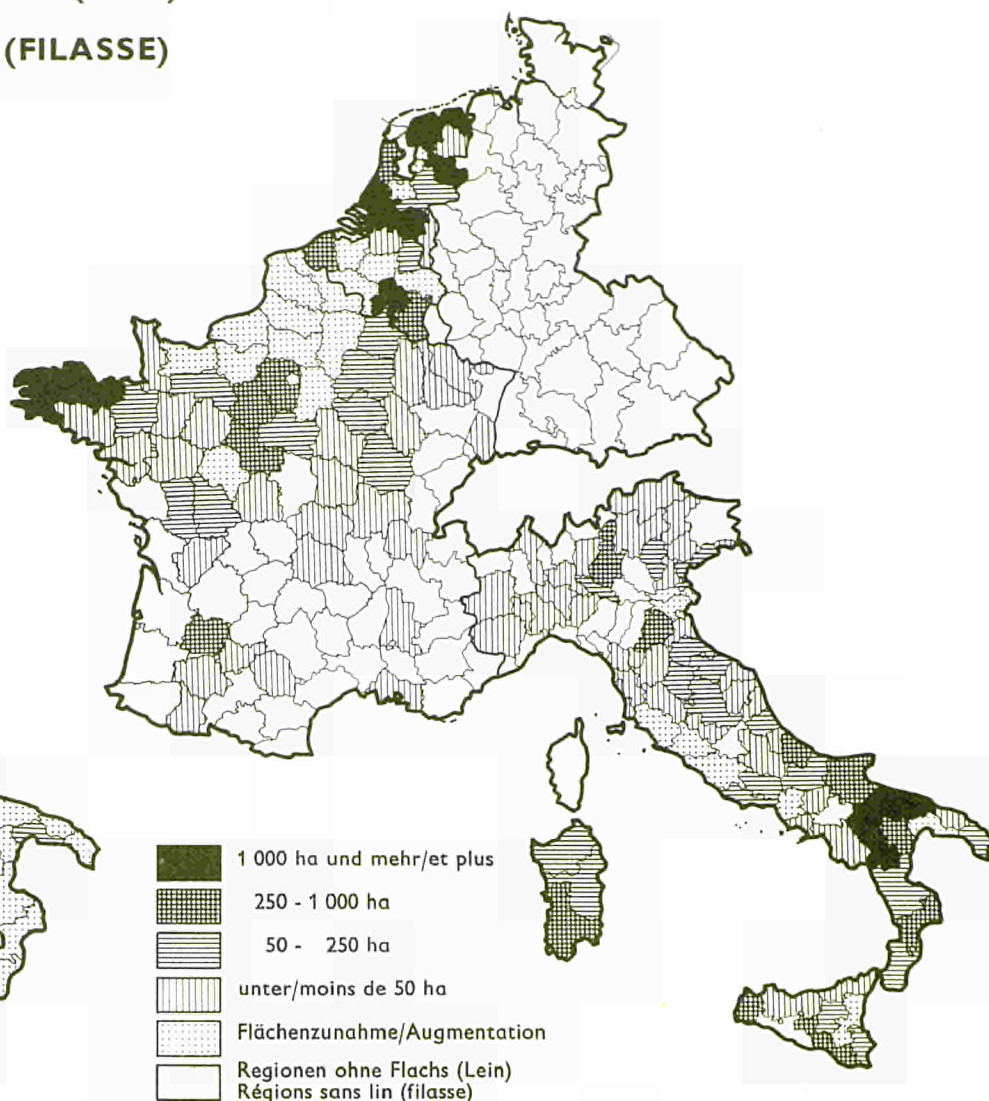 (FILASSE)
1 000 ha und mehr/et plus
250 - 1 000 ha
50 - 250 ha
unter/moins de 50 ha
Flächenzunahme/Augmentation
Regionen ohne Flachs (Lein)
Régions sans lin (filasse)